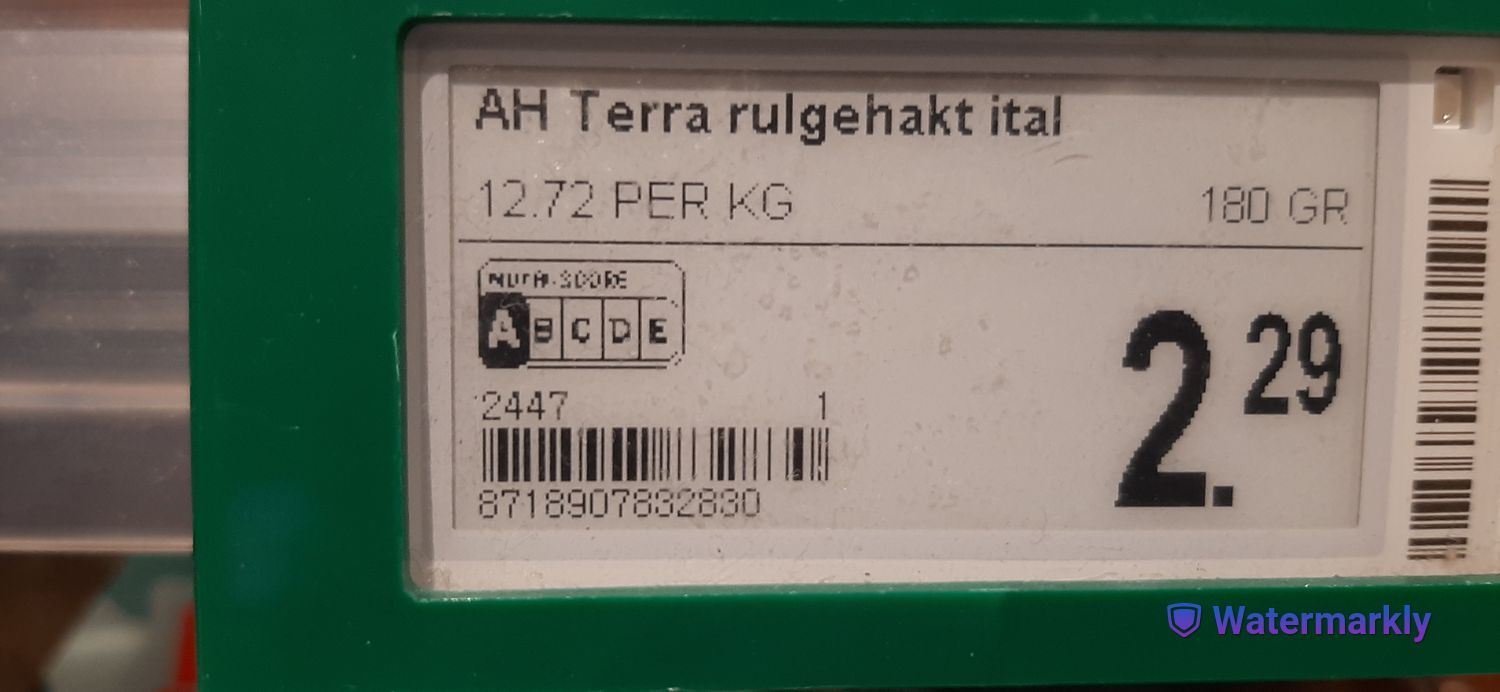 AH Terra rulgehakt ital
12.72 PER KG 180 GR
NUTRI-SCORE
A B C D E
2.29
2447 1
8718907832830
Watermarkly